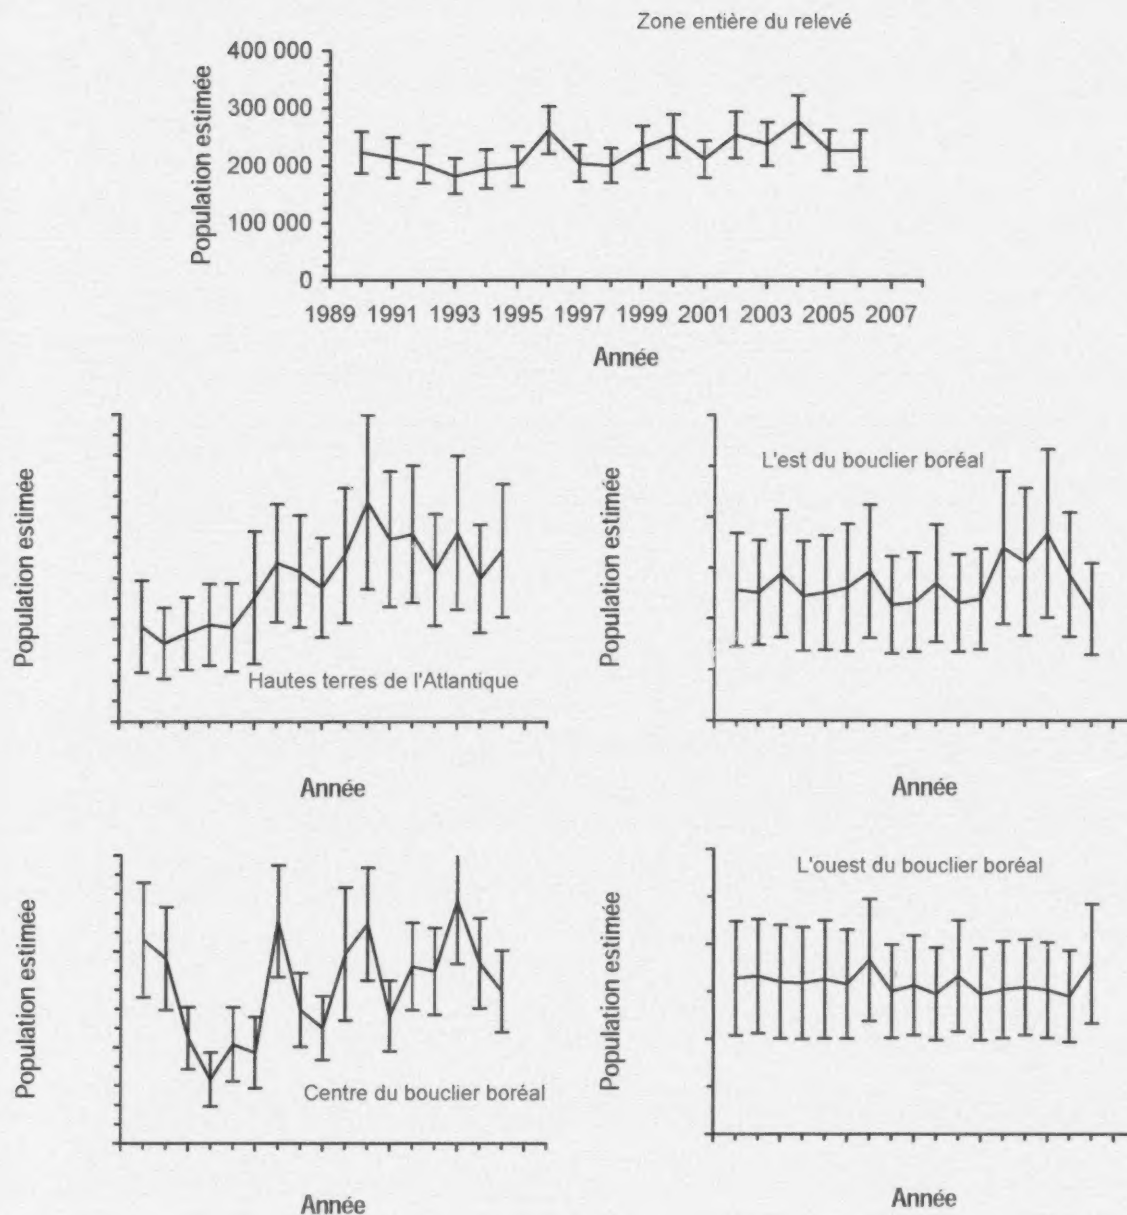 Zone entière du relevé
400 000
300 000
200 000
100 000
0
Population estimée
1989 1991 1993 1995 1997 1999 2001 2003 2005 2007
Année
Population estimée
Hautes terres de l'Atlantique
Année
Population estimée
L'est du bouclier boréal
Année
Population estimée
Centre du bouclier boréal
Année
Population estimée
L'ouest du bouclier boréal
Année